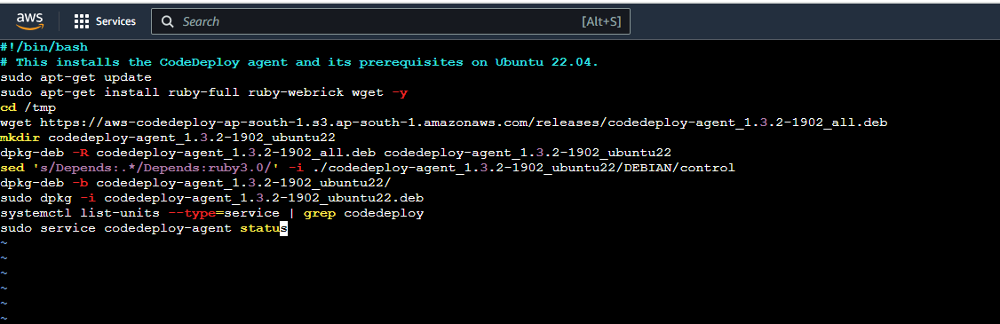 aws Services Search [Alt+S]
#!/bin/bash
# This installs the CodeDeploy agent and its prerequisites on Ubuntu 22.04.
sudo apt-get update
sudo apt-get install ruby-full ruby-webrick wget -y
cd /tmp
wget https://aws-codedeploy-ap-south-1.s3.ap-south-1.amazonaws.com/releases/codedeploy-agent_1.3.2-1902_all.deb
mkdir codedeploy-agent_1.3.2-1902_ubuntu22
dpkg-deb -R codedeploy-agent_1.3.2-1902_all.deb codedeploy-agent_1.3.2-1902_ubuntu22
sed 's/Depends:.*/Depends:ruby3.0/' -i ./codedeploy-agent_1.3.2-1902_ubuntu22/DEBIAN/control
dpkg-deb -b codedeploy-agent_1.3.2-1902_ubuntu22/
sudo dpkg -i codedeploy-agent_1.3.2-1902_ubuntu22.deb
systemctl list-units --type=service | grep codedeploy
sudo service codedeploy-agent status
~
~
~
~
~
~